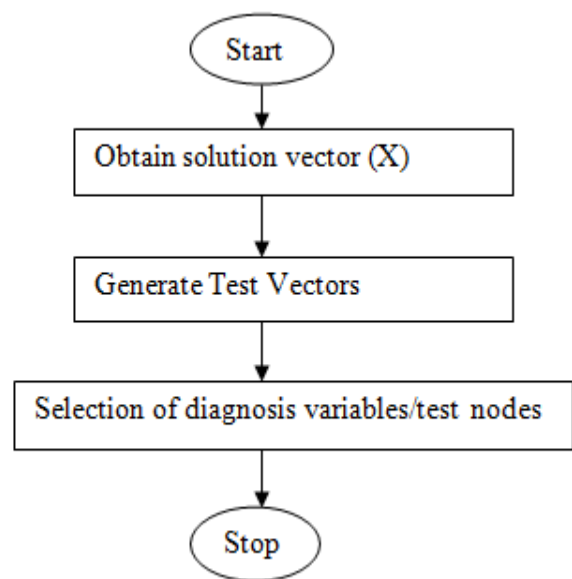 Start
Obtain solution vector (X)
Generate Test Vectors
Selection of diagnosis variables/test nodes
Stop